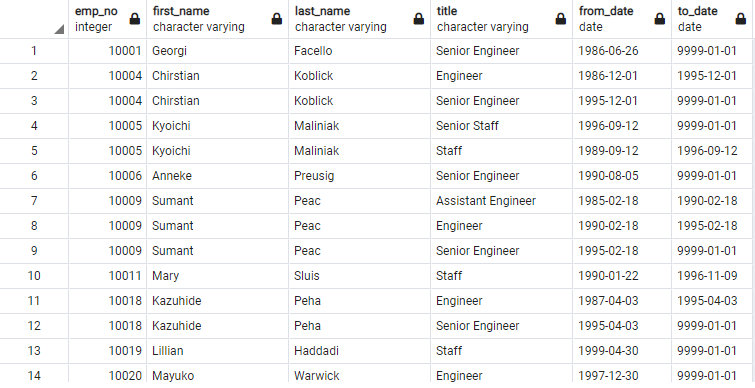 emp_no first_name last_name title from_date to_date
integer character varying character varying character varying date date
1 10001 Georgi Facello Senior Engineer 1986-06-26 9999-01-01
2 10004 Chirstian Koblick Engineer 1986-12-01 1995-12-01
3 10004 Chirstian Koblick Senior Engineer 1995-12-01 9999-01-01
4 10005 Kyoichi Maliniak Senior Staff 1996-09-12 9999-01-01
5 10005 Kyoichi Maliniak Staff 1989-09-12 1996-09-12
6 10006 Anneke Preusig Senior Engineer 1990-08-05 9999-01-01
7 10009 Sumant Peac Assistant Engineer 1985-02-18 1990-02-18
8 10009 Sumant Peac Engineer 1990-02-18 1995-02-18
9 10009 Sumant Peac Senior Engineer 1995-02-18 9999-01-01
10 10011 Mary Sluis Staff 1990-01-22 1996-11-09
11 10018 Kazuhide Peha Engineer 1987-04-03 1995-04-03
12 10018 Kazuhide Peha Senior Engineer 1995-04-03 9999-01-01
13 10019 Lillian Haddadi Staff 1999-04-30 9999-01-01
14 10020 Mayuko Warwick Engineer 1997-12-30 9999-01-01